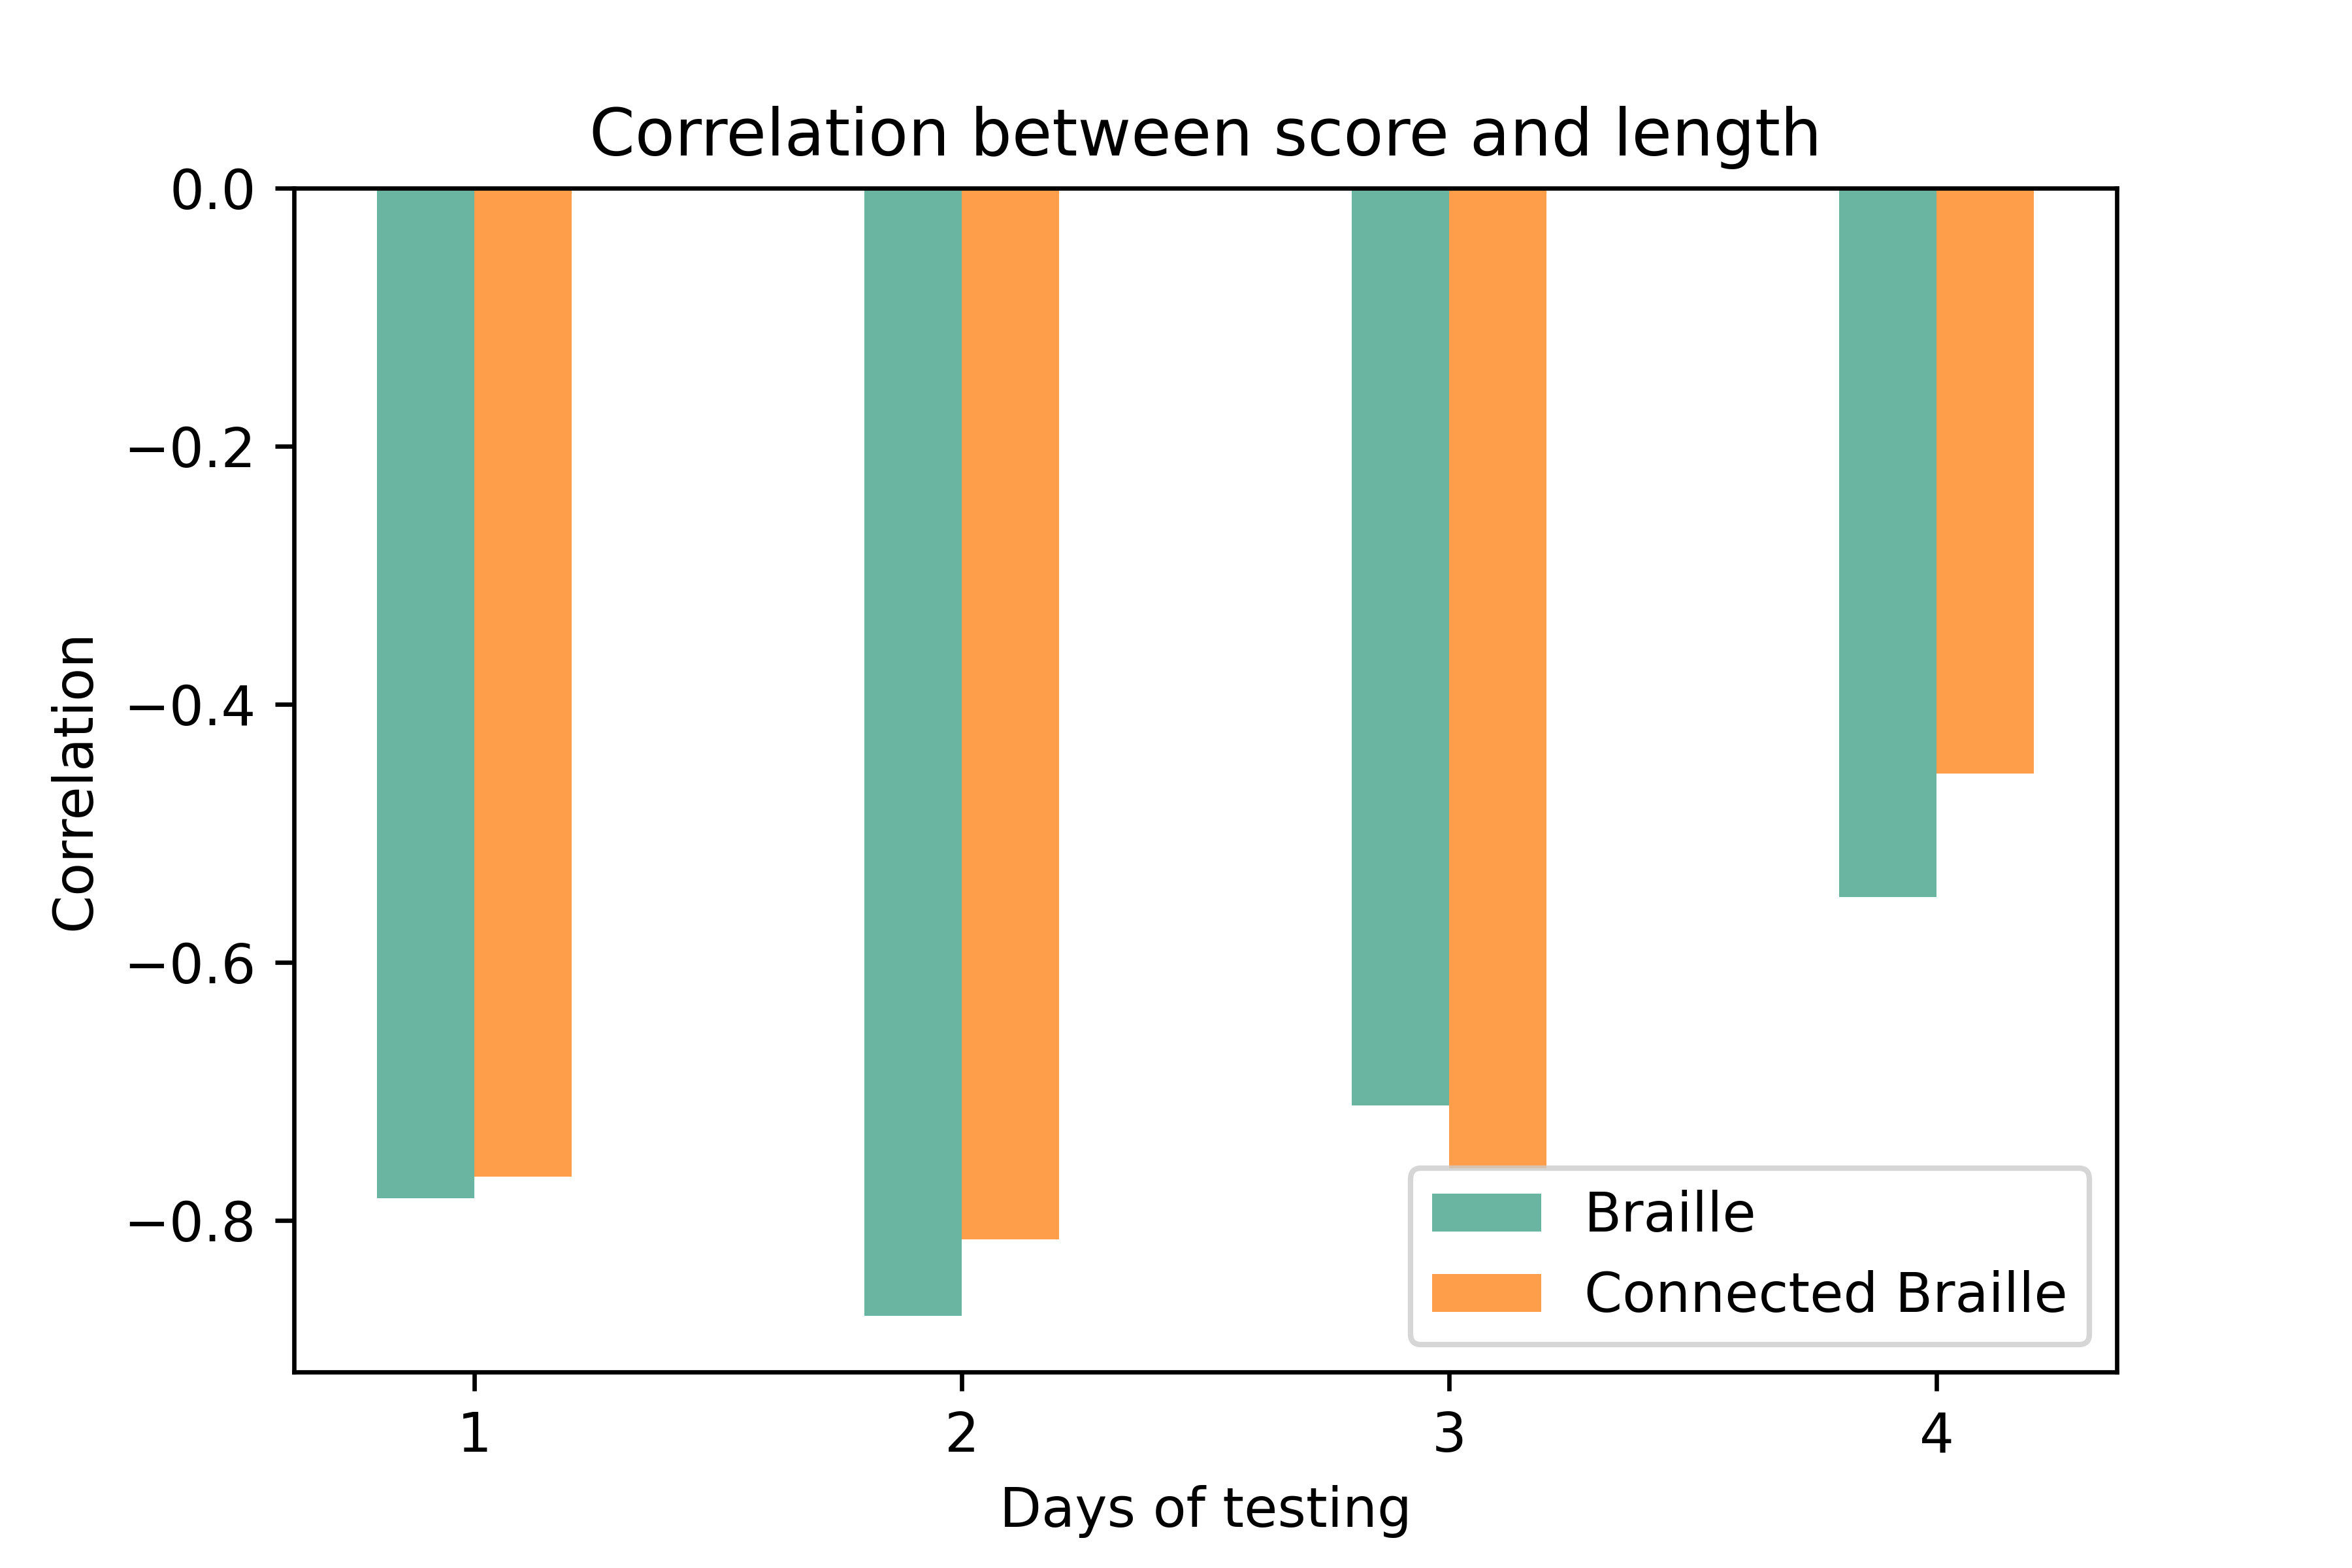 Correlation between score and length
0.0
−0.2
−0.4
−0.6
−0.8
Correlation
Braille
Connected Braille
1 2 3 4
Days of testing